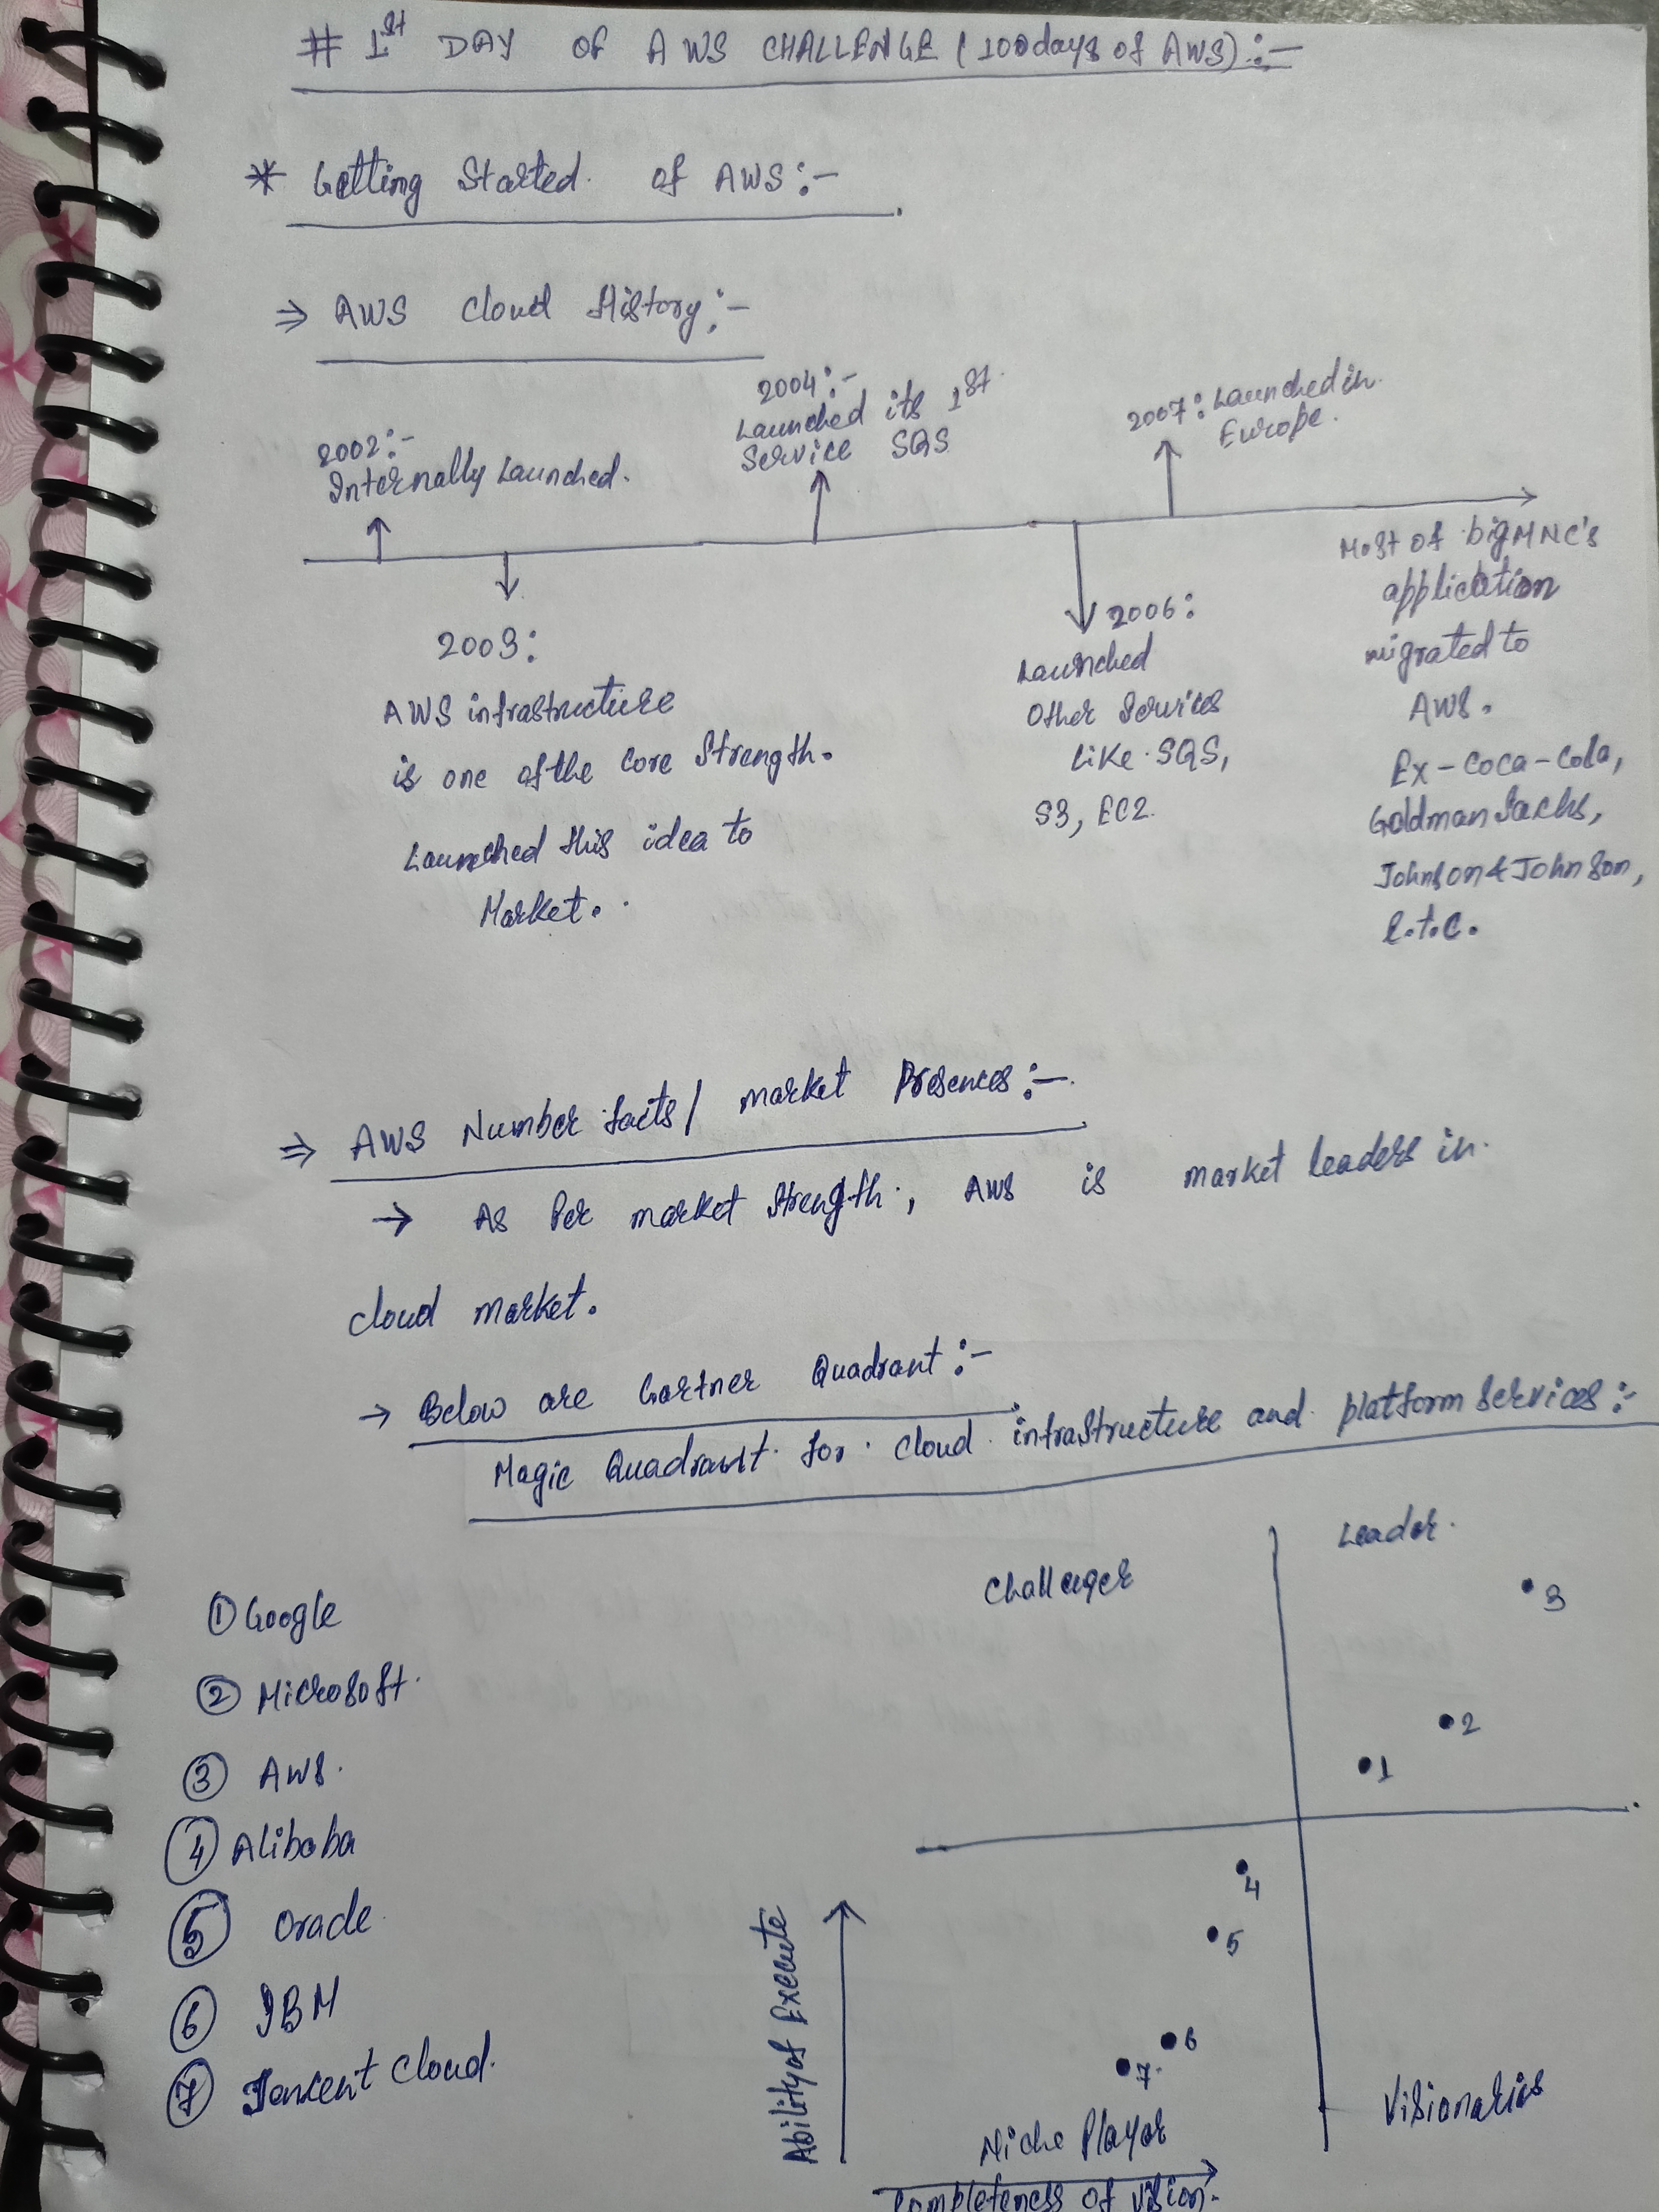 # 1st DAY OF AWS CHALLENGE (100days of AWS):-
* Getting Started of AWS:-
⇒ AWS Cloud History:-
2002:-
Internally Launched.
2004:-
Launched its 1st
Service SQS
2007: Launched in
Europe.
2003:
AWS infrastructure
is one of the core Strength.
Launched this idea to
Market.
2006:
Launched
Other Services
like SQS,
S3, EC2.
Most of big MNC's
application
migrated to
AWS.
Ex-Coca-Cola,
Goldman Sachs,
Johnson & Johnson,
e.t.c.
⇒ AWS Number facts/ market Presences:-
→ As Per market Strength, AWS is market leaders in
cloud market.
→ Below are Gartner Quadrant:-
Magic Quadrant for cloud infrastructure and platform services:-
① Google
② Microsoft.
③ AWS.
④ Alibaba
⑤ Oracle
⑥ IBM
⑦ Tencent Cloud.
Challenger
Leader.
3
2
1
4
5
6
7
Ability of Execute
Niche Player
Visionaries
Completeness of Vision.